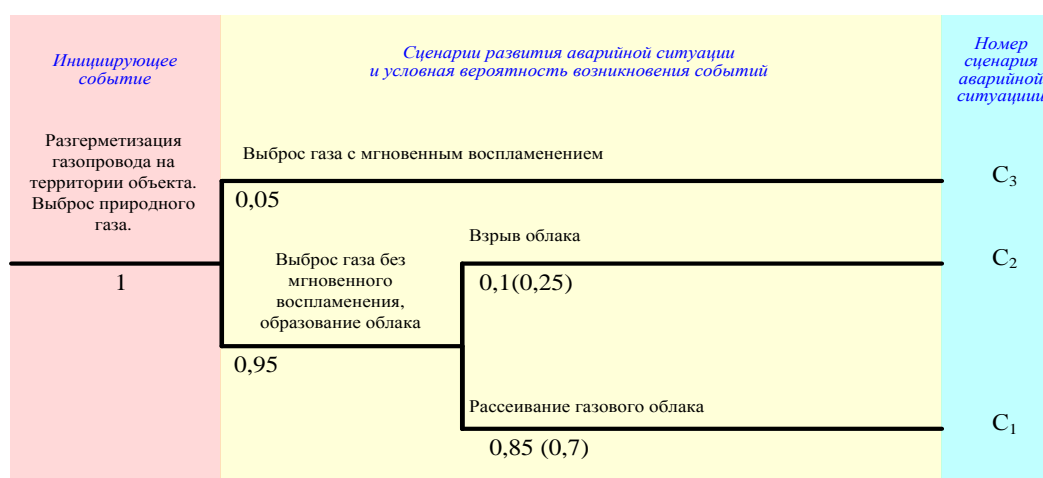 Инициирующее
событие
Сценарии развития аварийной ситуации
и условная вероятность возникновения событий
Номер
сценария
аварийной
ситуациии
Разгерметизация
газопровода на
территории объекта.
Выброс природного
газа.
1
Выброс газа с мгновенным воспламенением
0,05
C₃
Выброс газа без
мгновенного
воспламенения,
образование облака
0,95
Взрыв облака
0,1(0,25)
C₂
Рассеивание газового облака
0,85 (0,7)
C₁